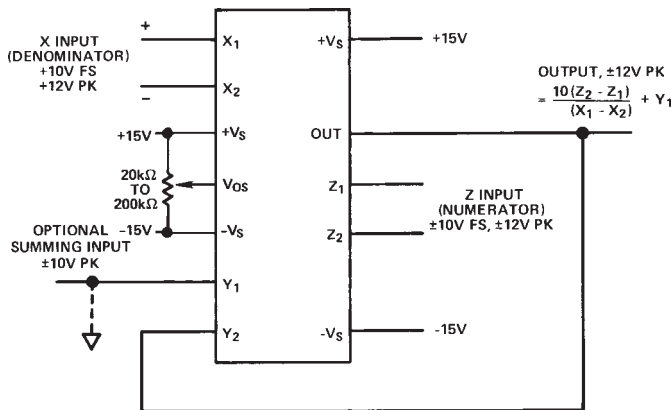 X INPUT
(DENOMINATOR)
+10V FS
+12V PK
+
–
+15V
20kΩ
TO
200kΩ
–15V
OPTIONAL
SUMMING INPUT
±10V PK
X1
X2
+VS
VOS
-VS
Y1
Y2
+VS
OUT
Z1
Z2
-VS
+15V
OUTPUT, ±12V PK
= 10(Z2 - Z1) / (X1 - X2) + Y1
Z INPUT
(NUMERATOR)
±10V FS, ±12V PK
-15V